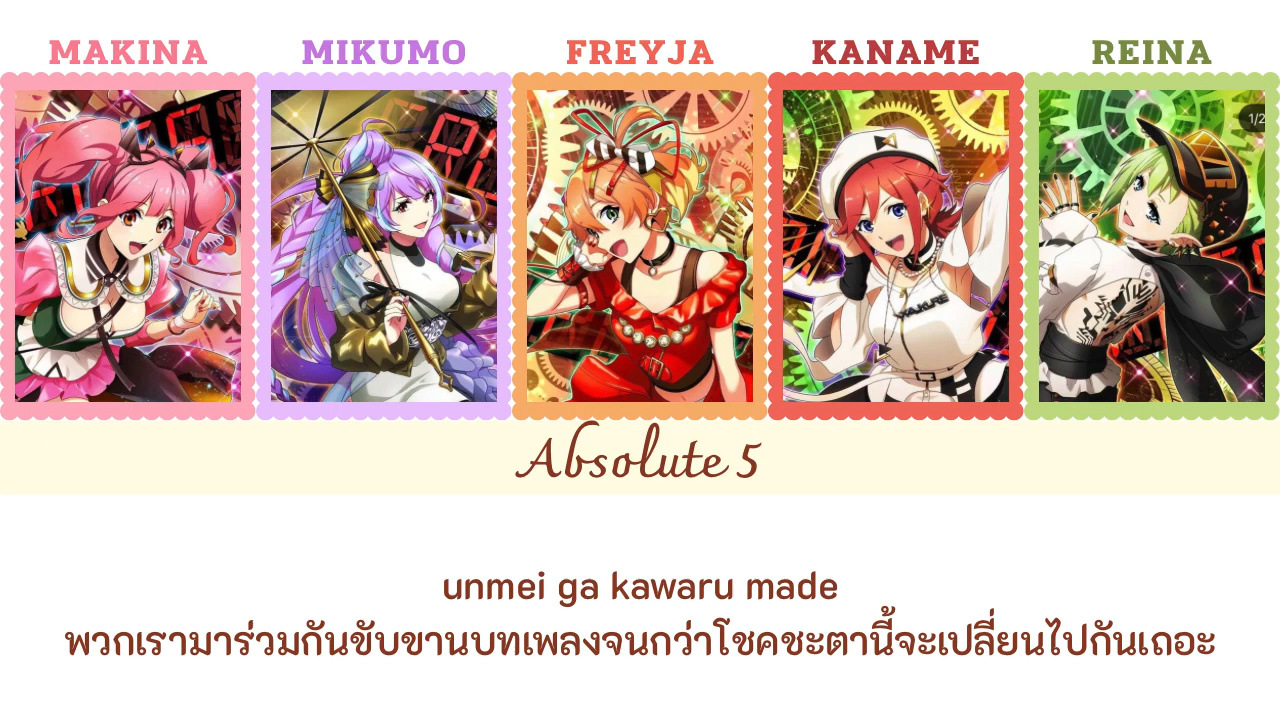 MAKINA MIKUMO FREYJA KANAME REINA
1/2
WALKÜRE
Absolute 5
unmei ga kawaru made
พวกเรามาร่วมกันขับขานบทเพลงจนกว่าโชคชะตานี้จะเปลี่ยนไปกันเถอะ